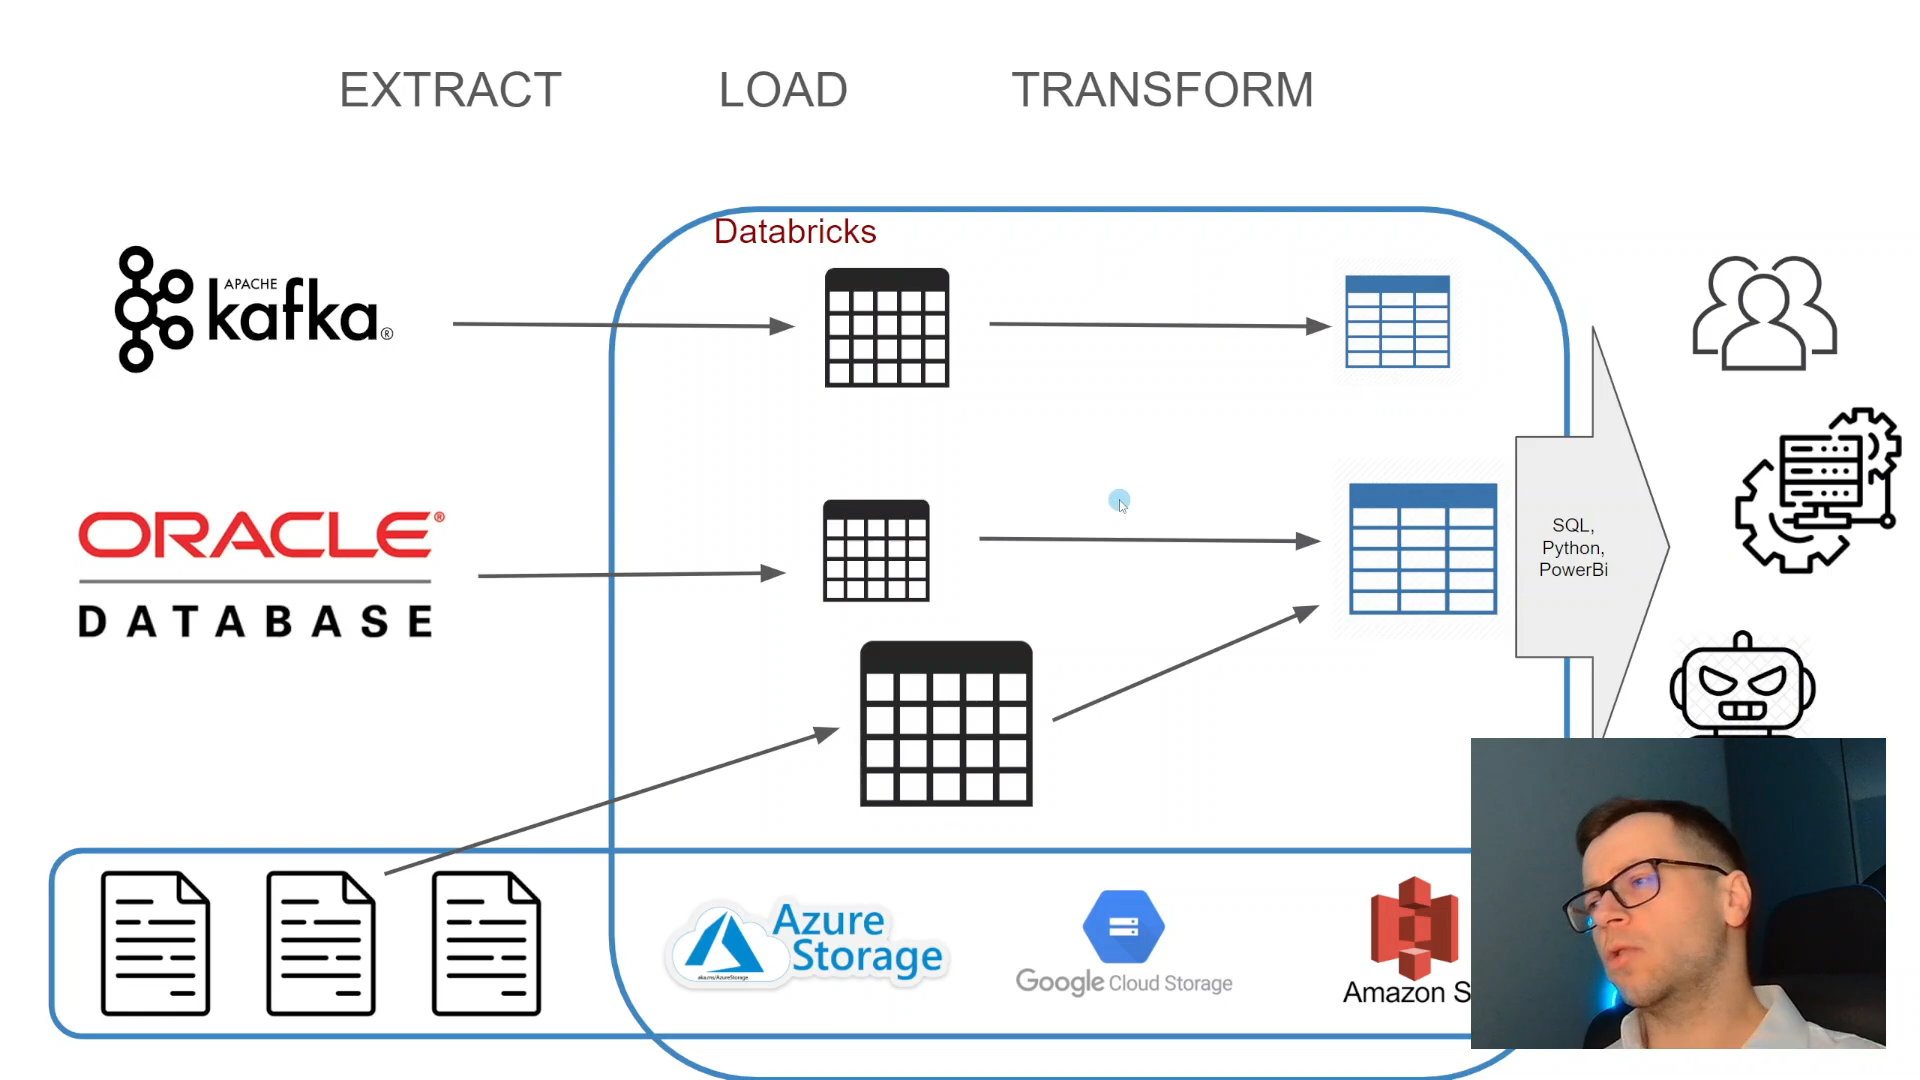 EXTRACT LOAD TRANSFORM
Databricks
APACHE
kafka®
ORACLE®
DATABASE
SQL,
Python,
PowerBi
Azure
Storage
Google Cloud Storage
Amazon S